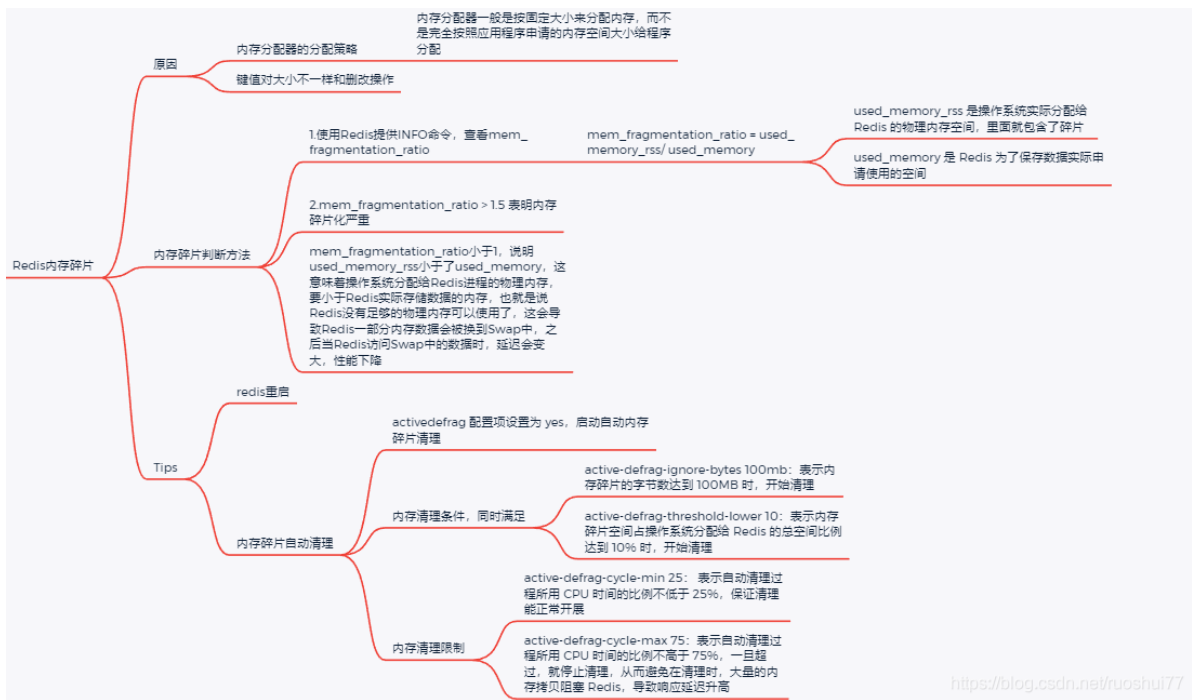 Redis内存碎片
原因
内存分配器的分配策略
内存分配器一般是按固定大小来分配内存，而不
是完全按照应用程序申请的内存空间大小给程序
分配
键值对大小不一样和删改操作
内存碎片判断方法
1.使用Redis提供INFO命令，查看mem_
fragmentation_ratio
mem_fragmentation_ratio = used_
memory_rss/ used_memory
used_memory_rss 是操作系统实际分配给
Redis 的物理内存空间，里面就包含了碎片
used_memory 是 Redis 为了保存数据实际申
请使用的空间
2.mem_fragmentation_ratio > 1.5 表明内存
碎片化严重
mem_fragmentation_ratio小于1，说明
used_memory_rss小于了used_memory，这
意味着操作系统分配给Redis进程的物理内存，
要小于Redis实际存储数据的内存，也就是说
Redis没有足够的物理内存可以使用了，这会导
致Redis一部分内存数据会被换到Swap中，之
后当Redis访问Swap中的数据时，延迟会变
大，性能下降
Tips
redis重启
内存碎片自动清理
activedefrag 配置项设置为 yes，启动自动内存
碎片清理
内存清理条件，同时满足
active-defrag-ignore-bytes 100mb：表示内
存碎片的字节数达到 100MB 时，开始清理
active-defrag-threshold-lower 10：表示内存
碎片空间占操作系统分配给 Redis 的总空间比例
达到 10% 时，开始清理
内存清理限制
active-defrag-cycle-min 25： 表示自动清理过
程所用 CPU 时间的比例不低于 25%，保证清理
能正常开展
active-defrag-cycle-max 75：表示自动清理过
程所用 CPU 时间的比例不高于 75%，一旦超
过，就停止清理，从而避免在清理时，大量的内
存拷贝阻塞 Redis，导致响应延迟升高
https://blog.csdn.net/ruoshui77